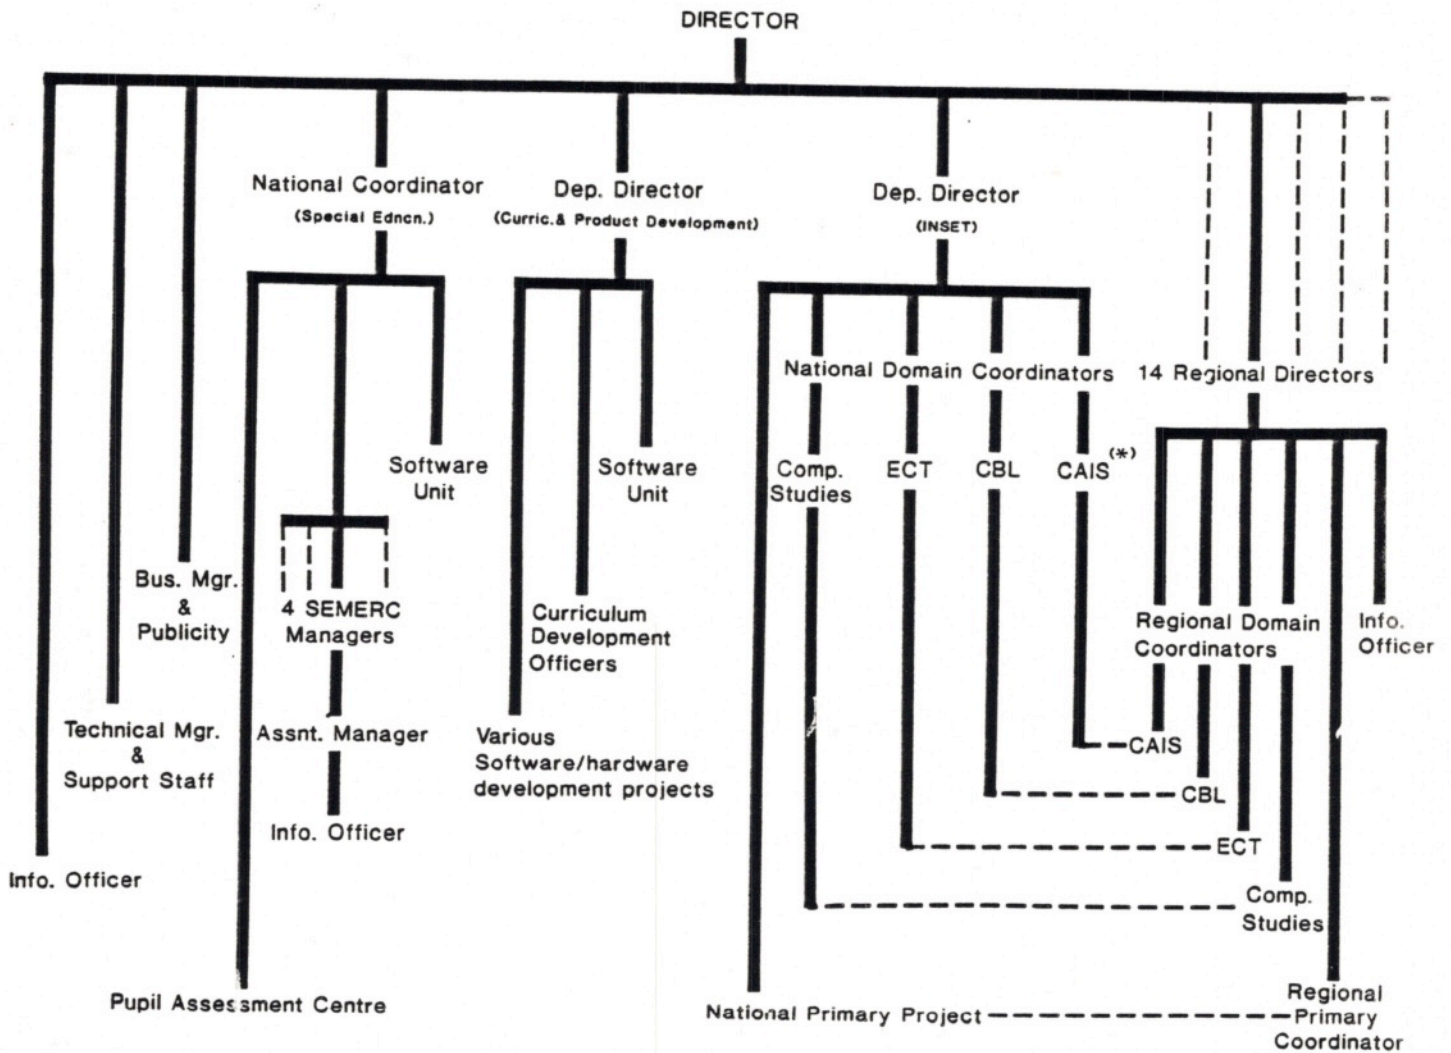 DIRECTOR
National Coordinator
(Special Edncn.)
Dep. Director
(Curric.& Product Development)
Dep. Director
(INSET)
National Domain Coordinators
14 Regional Directors
Software
Unit
Software
Unit
Comp.
Studies
ECT
CBL
CAIS(*)
Bus. Mgr.
&
Publicity
4 SEMERC
Managers
Curriculum
Development
Officers
Regional Domain
Coordinators
Info.
Officer
Technical Mgr.
&
Support Staff
Assnt. Manager
Various
Software/hardware
development projects
CAIS
CBL
Info. Officer
ECT
Info. Officer
Comp.
Studies
Pupil Assessment Centre
National Primary Project
Regional
Primary
Coordinator